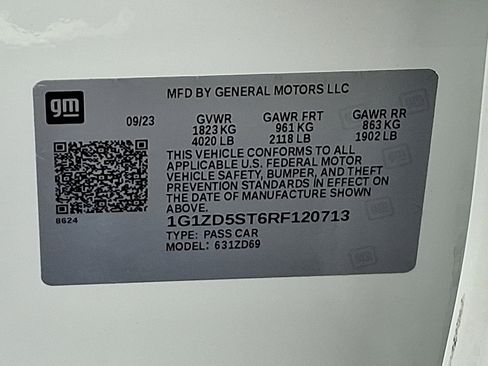 gm
MFD BY GENERAL MOTORS LLC
09/23 GVWR GAWR FRT GAWR RR
1823 KG 961 KG 863 KG
4020 LB 2118 LB 1902 LB
THIS VEHICLE CONFORMS TO ALL
APPLICABLE U.S. FEDERAL MOTOR
VEHICLE SAFETY, BUMPER, AND THEFT
PREVENTION STANDARDS IN EFFECT ON
THE DATE OF MANUFACTURE SHOWN
ABOVE.
8624
1G1ZD5ST6RF120713
TYPE: PASS CAR
MODEL: 631ZD69